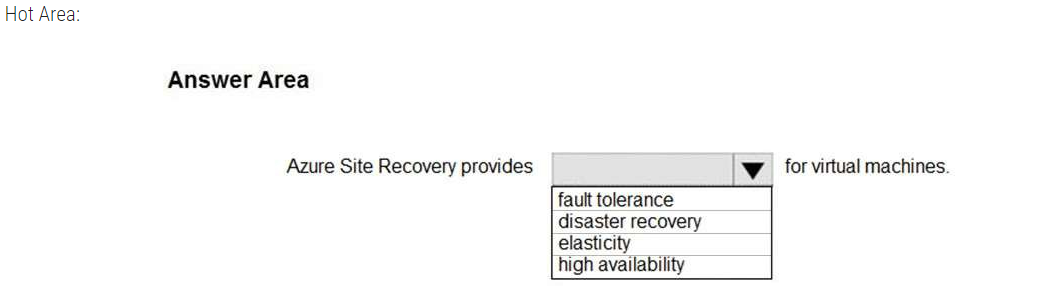 Hot Area:
Answer Area
Azure Site Recovery provides for virtual machines.
fault tolerance
disaster recovery
elasticity
high availability